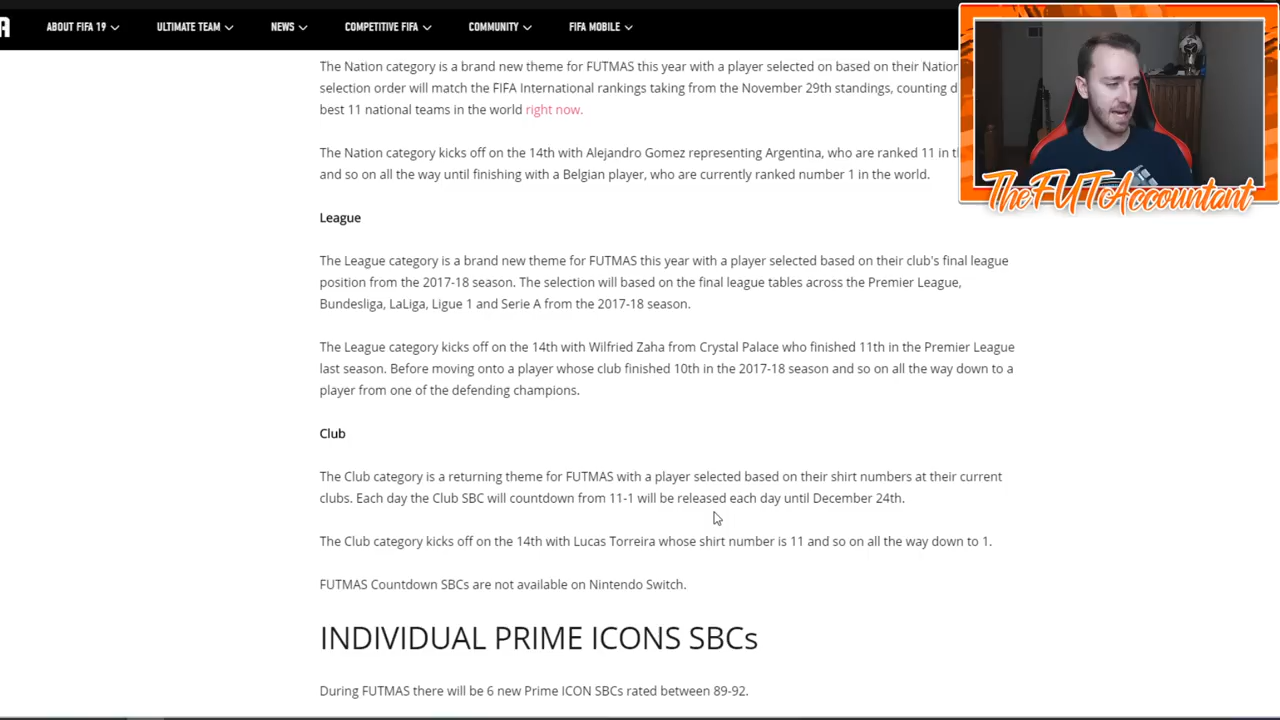 A
ABOUT FIFA 19
ULTIMATE TEAM
NEWS
COMPETITIVE FIFA
COMMUNITY
FIFA MOBILE
The Nation category is a brand new theme for FUTMAS this year with a player selected on based on their Nation
selection order will match the FIFA International rankings taking from the November 29th standings, counting
best 11 national teams in the world right now.
The Nation category kicks off on the 14th with Alejandro Gomez representing Argentina, who are ranked 11 in
and so on all the way until finishing with a Belgian player, who are currently ranked number 1 in the world.
TheFUTAccountant
League
The League category is a brand new theme for FUTMAS this year with a player selected based on their club's final league
position from the 2017-18 season. The selection will based on the final league tables across the Premier League,
Bundesliga, LaLiga, Ligue 1 and Serie A from the 2017-18 season.
The League category kicks off on the 14th with Wilfried Zaha from Crystal Palace who finished 11th in the Premier League
last season. Before moving onto a player whose club finished 10th in the 2017-18 season and so on all the way down to a
player from one of the defending champions.
Club
The Club category is a returning theme for FUTMAS with a player selected based on their shirt numbers at their current
clubs. Each day the Club SBC will countdown from 11-1 will be released each day until December 24th.
The Club category kicks off on the 14th with Lucas Torreira whose shirt number is 11 and so on all the way down to 1.
FUTMAS Countdown SBCs are not available on Nintendo Switch.
INDIVIDUAL PRIME ICONS SBCs
During FUTMAS there will be 6 new Prime ICON SBCs rated between 89-92.